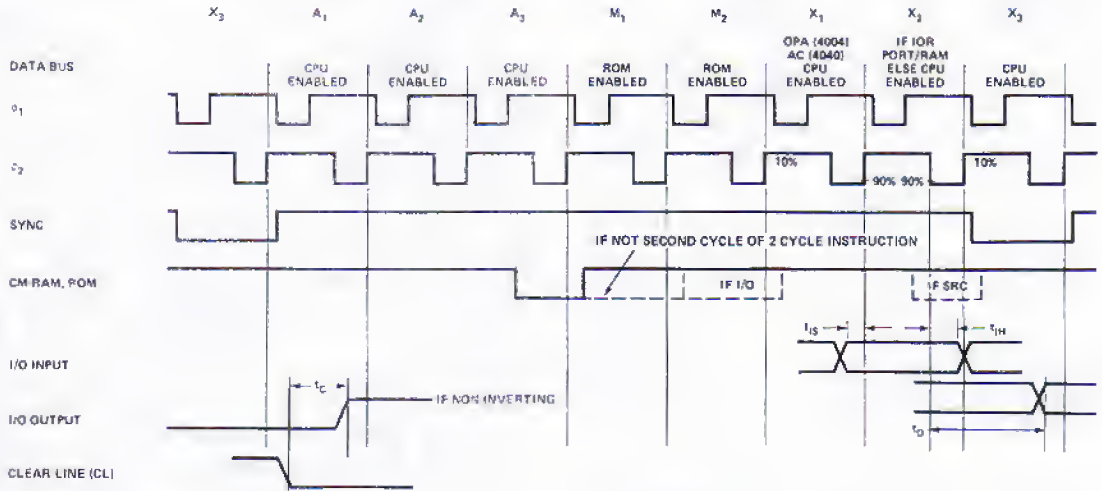 X3 A1 A2 A3 M1 M2 X1 X2 X3
DATA BUS
CPU ENABLED
CPU ENABLED
CPU ENABLED
ROM ENABLED
ROM ENABLED
OPA (4004) AC (4040) CPU ENABLED
IF IOR PORT/RAM ELSE CPU ENABLED
CPU ENABLED
ø1
ø2
10%
90% 90%
10%
SYNC
IF NOT SECOND CYCLE OF 2 CYCLE INSTRUCTION
CM-RAM, ROM
IF I/O
IF SRC
tIS
tIH
I/O INPUT
tC
IF NON INVERTING
I/O OUTPUT
tD
CLEAR LINE (CL)